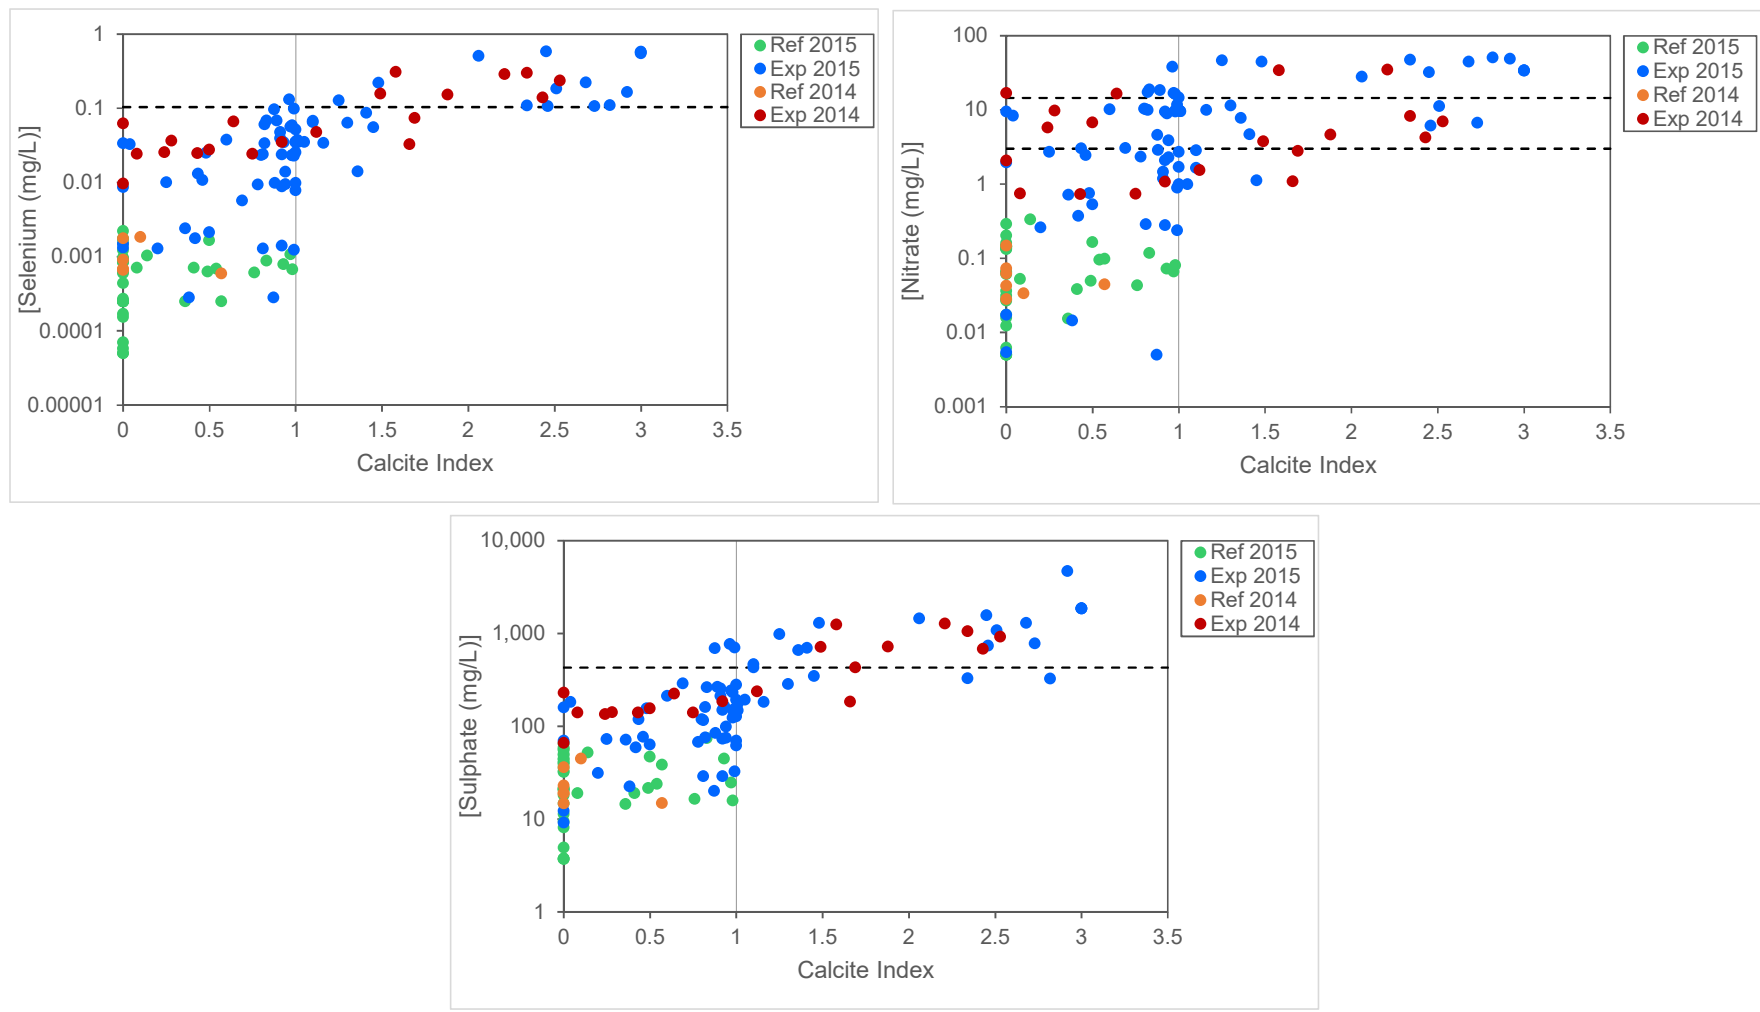 [Selenium (mg/L)]
1
0.1
0.01
0.001
0.0001
0.00001
0 0.5 1 1.5 2 2.5 3 3.5
Calcite Index
Ref 2015
Exp 2015
Ref 2014
Exp 2014
[Nitrate (mg/L)]
100
10
1
0.1
0.01
0.001
0 0.5 1 1.5 2 2.5 3 3.5
Calcite Index
Ref 2015
Exp 2015
Ref 2014
Exp 2014
[Sulphate (mg/L)]
10,000
1,000
100
10
1
0 0.5 1 1.5 2 2.5 3 3.5
Calcite Index
Ref 2015
Exp 2015
Ref 2014
Exp 2014